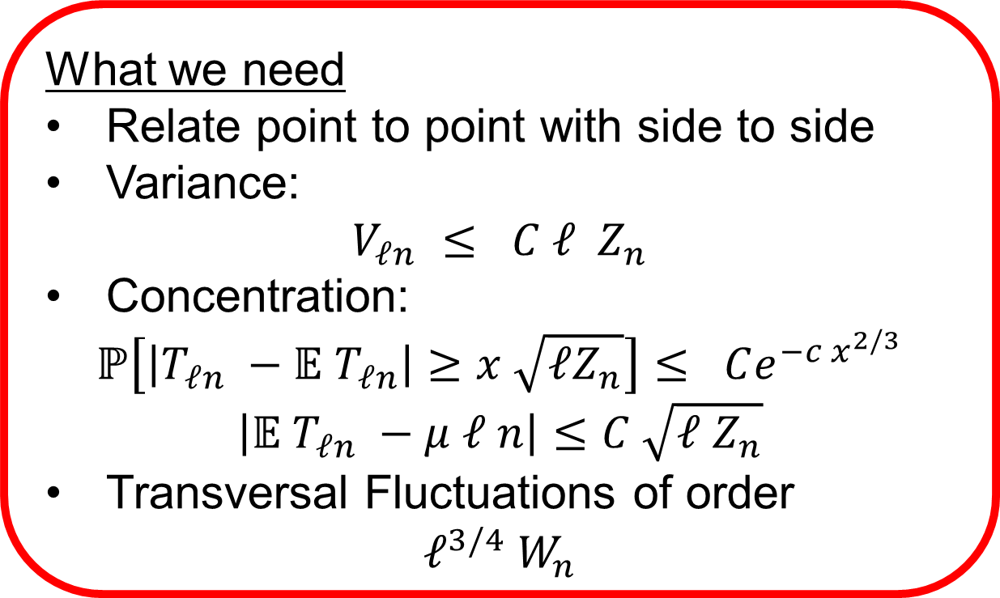 What we need
• Relate point to point with side to side
• Variance:
V_{ℓn} ≤ C ℓ Z_n
• Concentration:
ℙ[|T_{ℓn} − 𝔼 T_{ℓn}| ≥ x √(ℓZ_n)] ≤ Ce^{−c x^{2/3}}
|𝔼 T_{ℓn} − μ ℓ n| ≤ C √(ℓ Z_n)
• Transversal Fluctuations of order
ℓ^{3/4} W_n